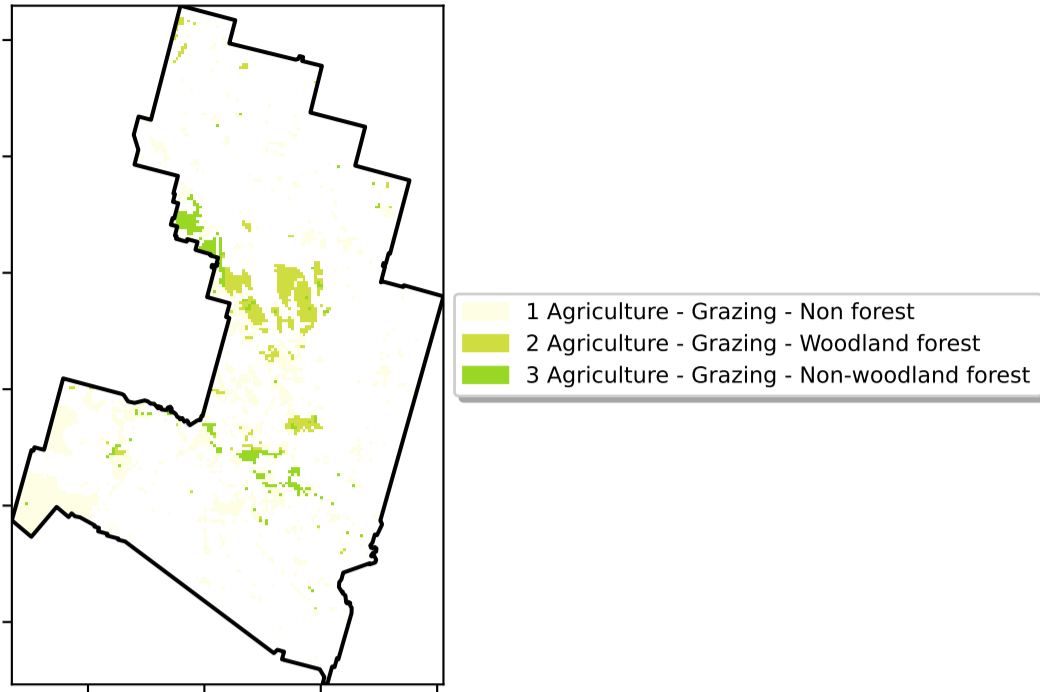 1 Agriculture - Grazing - Non forest
2 Agriculture - Grazing - Woodland forest
3 Agriculture - Grazing - Non-woodland forest